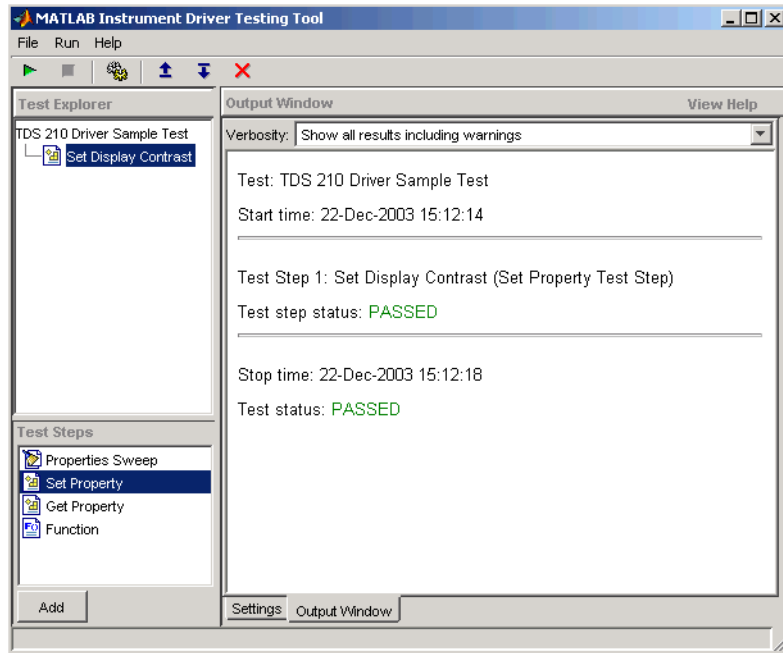 MATLAB Instrument Driver Testing Tool
File Run Help
Test Explorer
TDS 210 Driver Sample Test
Set Display Contrast
Test Steps
Properties Sweep
Set Property
Get Property
Function
Add
Output Window View Help
Verbosity: Show all results including warnings
Test: TDS 210 Driver Sample Test
Start time: 22-Dec-2003 15:12:14
Test Step 1: Set Display Contrast (Set Property Test Step)
Test step status: PASSED
Stop time: 22-Dec-2003 15:12:18
Test status: PASSED
Settings Output Window